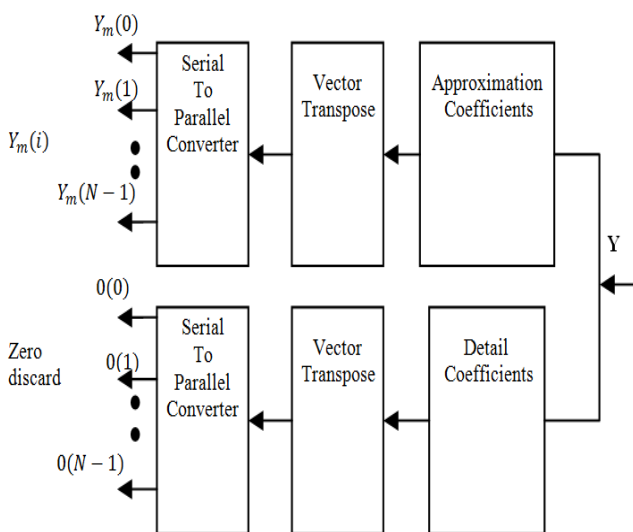 Y_m(0)
Y_m(1)
Y_m(i)
Y_m(N − 1)
Serial
To
Parallel
Converter
Vector
Transpose
Approximation
Coefficients
Y
0(0)
Zero
discard
0(1)
0(N − 1)
Serial
To
Parallel
Converter
Vector
Transpose
Detail
Coefficients